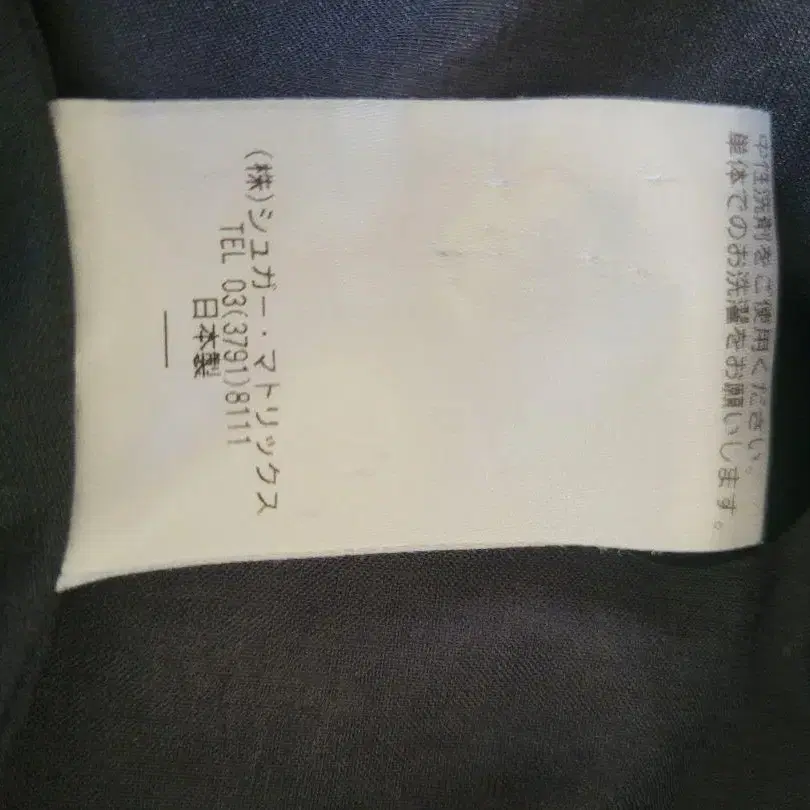 中性洗剤をご使用ください。
単体でのお洗濯をお願いします。
(株)シュガー・マトリックス
TEL 03(3791)8111
日本製